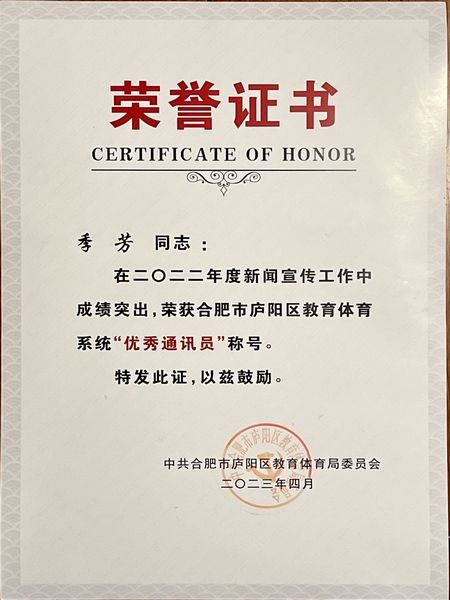 荣誉证书
CERTIFICATE OF HONOR
季芳 同志：
在二〇二二年度新闻宣传工作中
成绩突出，荣获合肥市庐阳区教育体育
系统“优秀通讯员”称号。
特发此证，以兹鼓励。
中共合肥市庐阳区教育体育局委员会
二〇二三年四月